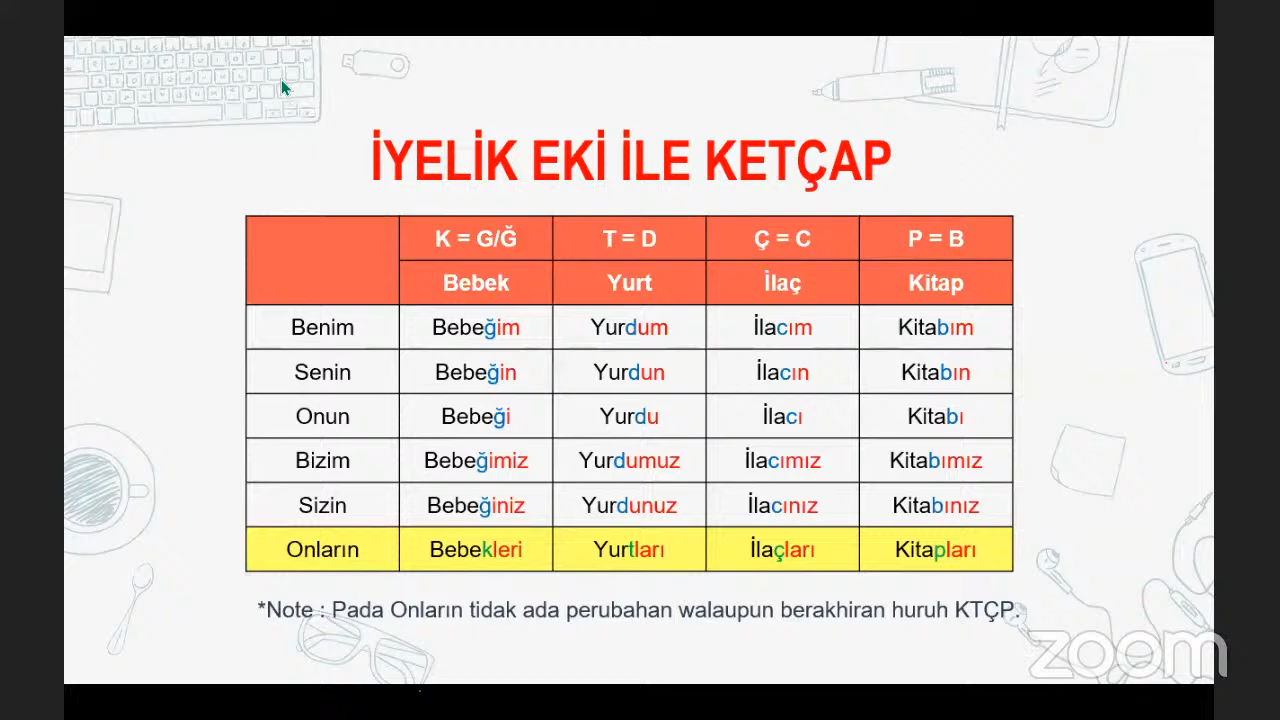 İYELİK EKİ İLE KETÇAP
K = G/Ğ T = D Ç = C P = B
Bebek Yurt İlaç Kitap
Benim Bebeğim Yurdum İlacım Kitabım
Senin Bebeğin Yurdun İlacın Kitabın
Onun Bebeği Yurdu İlacı Kitabı
Bizim Bebeğimiz Yurdumuz İlacımız Kitabımız
Sizin Bebeğiniz Yurdunuz İlacınız Kitabınız
Onların Bebekleri Yurtları İlaçları Kitapları
*Note : Pada Onların tidak ada perubahan walaupun berakhiran huruh KTÇP.
zoom